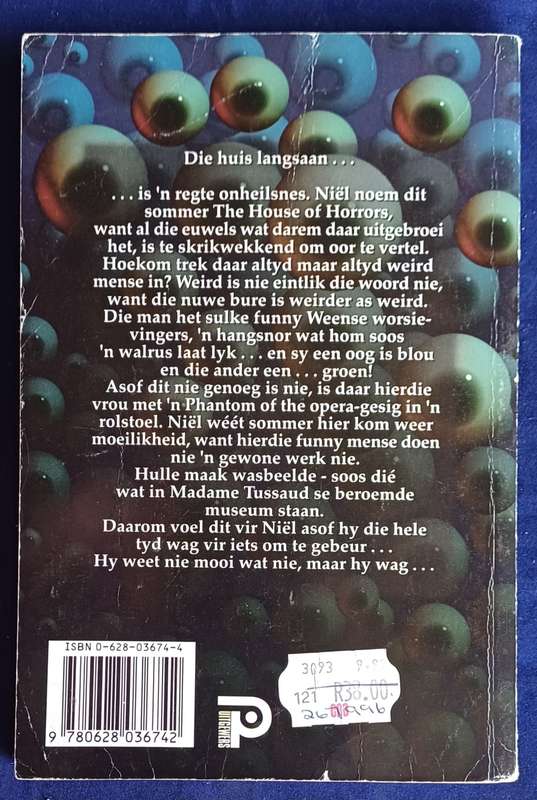 Die huis langsaan . . .
. . . is 'n regte onheilsnes. Niël noem dit
sommer The House of Horrors,
want al die euwels wat darem daar uitgebroei
het, is te skrikwekkend om oor te vertel.
Hoekom trek daar altyd maar altyd weird
mense in? Weird is nie eintlik die woord nie,
want die nuwe bure is weirder as weird.
Die man het sulke funny Weense worsie-
vingers, 'n hangsnor wat hom soos
'n walrus laat lyk . . . en sy een oog is blou
en die ander een . . . groen!
Asof dit nie genoeg is nie, is daar hierdie
vrou met 'n Phantom of the opera-gesig in 'n
rolstoel. Niël wéét sommer hier kom weer
moeilikheid, want hierdie funny mense doen
nie 'n gewone werk nie.
Hulle maak wasbeelde - soos dié
wat in Madame Tussaud se beroemde
museum staan.
Daarom voel dit vir Niël asof hy die hele
tyd wag vir iets om te gebeur . . .
Hy weet nie mooi wat nie, maar hy wag . . .
ISBN 0-628-03674-4
9 780628 036742
UITGEWERS
3093
121 R38.00